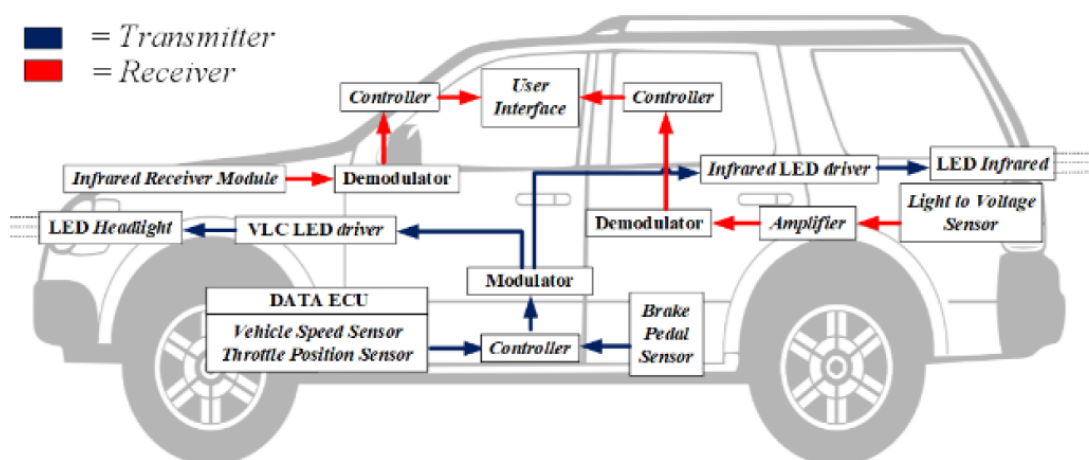 = Transmitter
= Receiver
Controller
User
Interface
Controller
Infrared Receiver Module
Demodulator
Infrared LED driver
LED Infrared
LED Headlight
VLC LED driver
Demodulator
Amplifier
Light to Voltage
Sensor
Modulator
DATA ECU
Vehicle Speed Sensor
Throttle Position Sensor
Controller
Brake
Pedal
Sensor